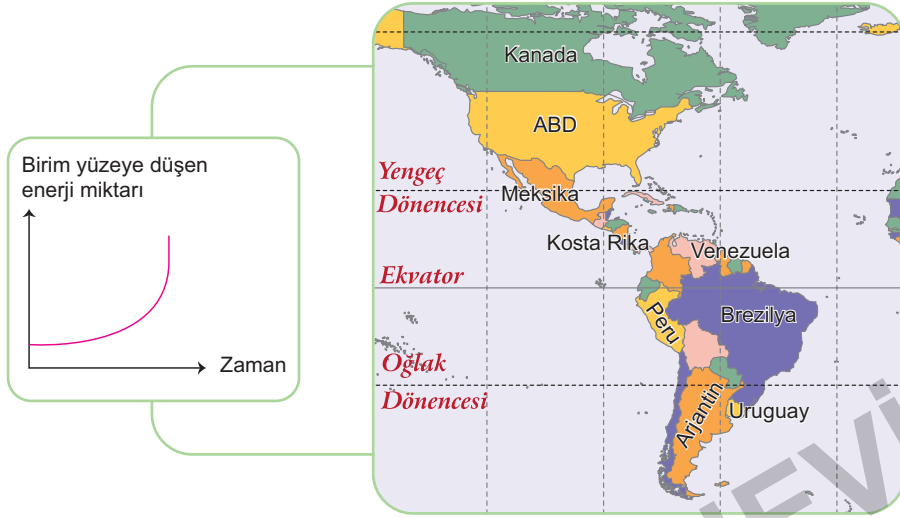 Birim yüzeye düşen
enerji miktarı
Zaman
Kanada
ABD
Yengeç
Dönencesi
Meksika
Kosta Rika
Venezuela
Ekvator
Peru
Brezilya
Oğlak
Dönencesi
Arjantin
Uruguay
EVİ